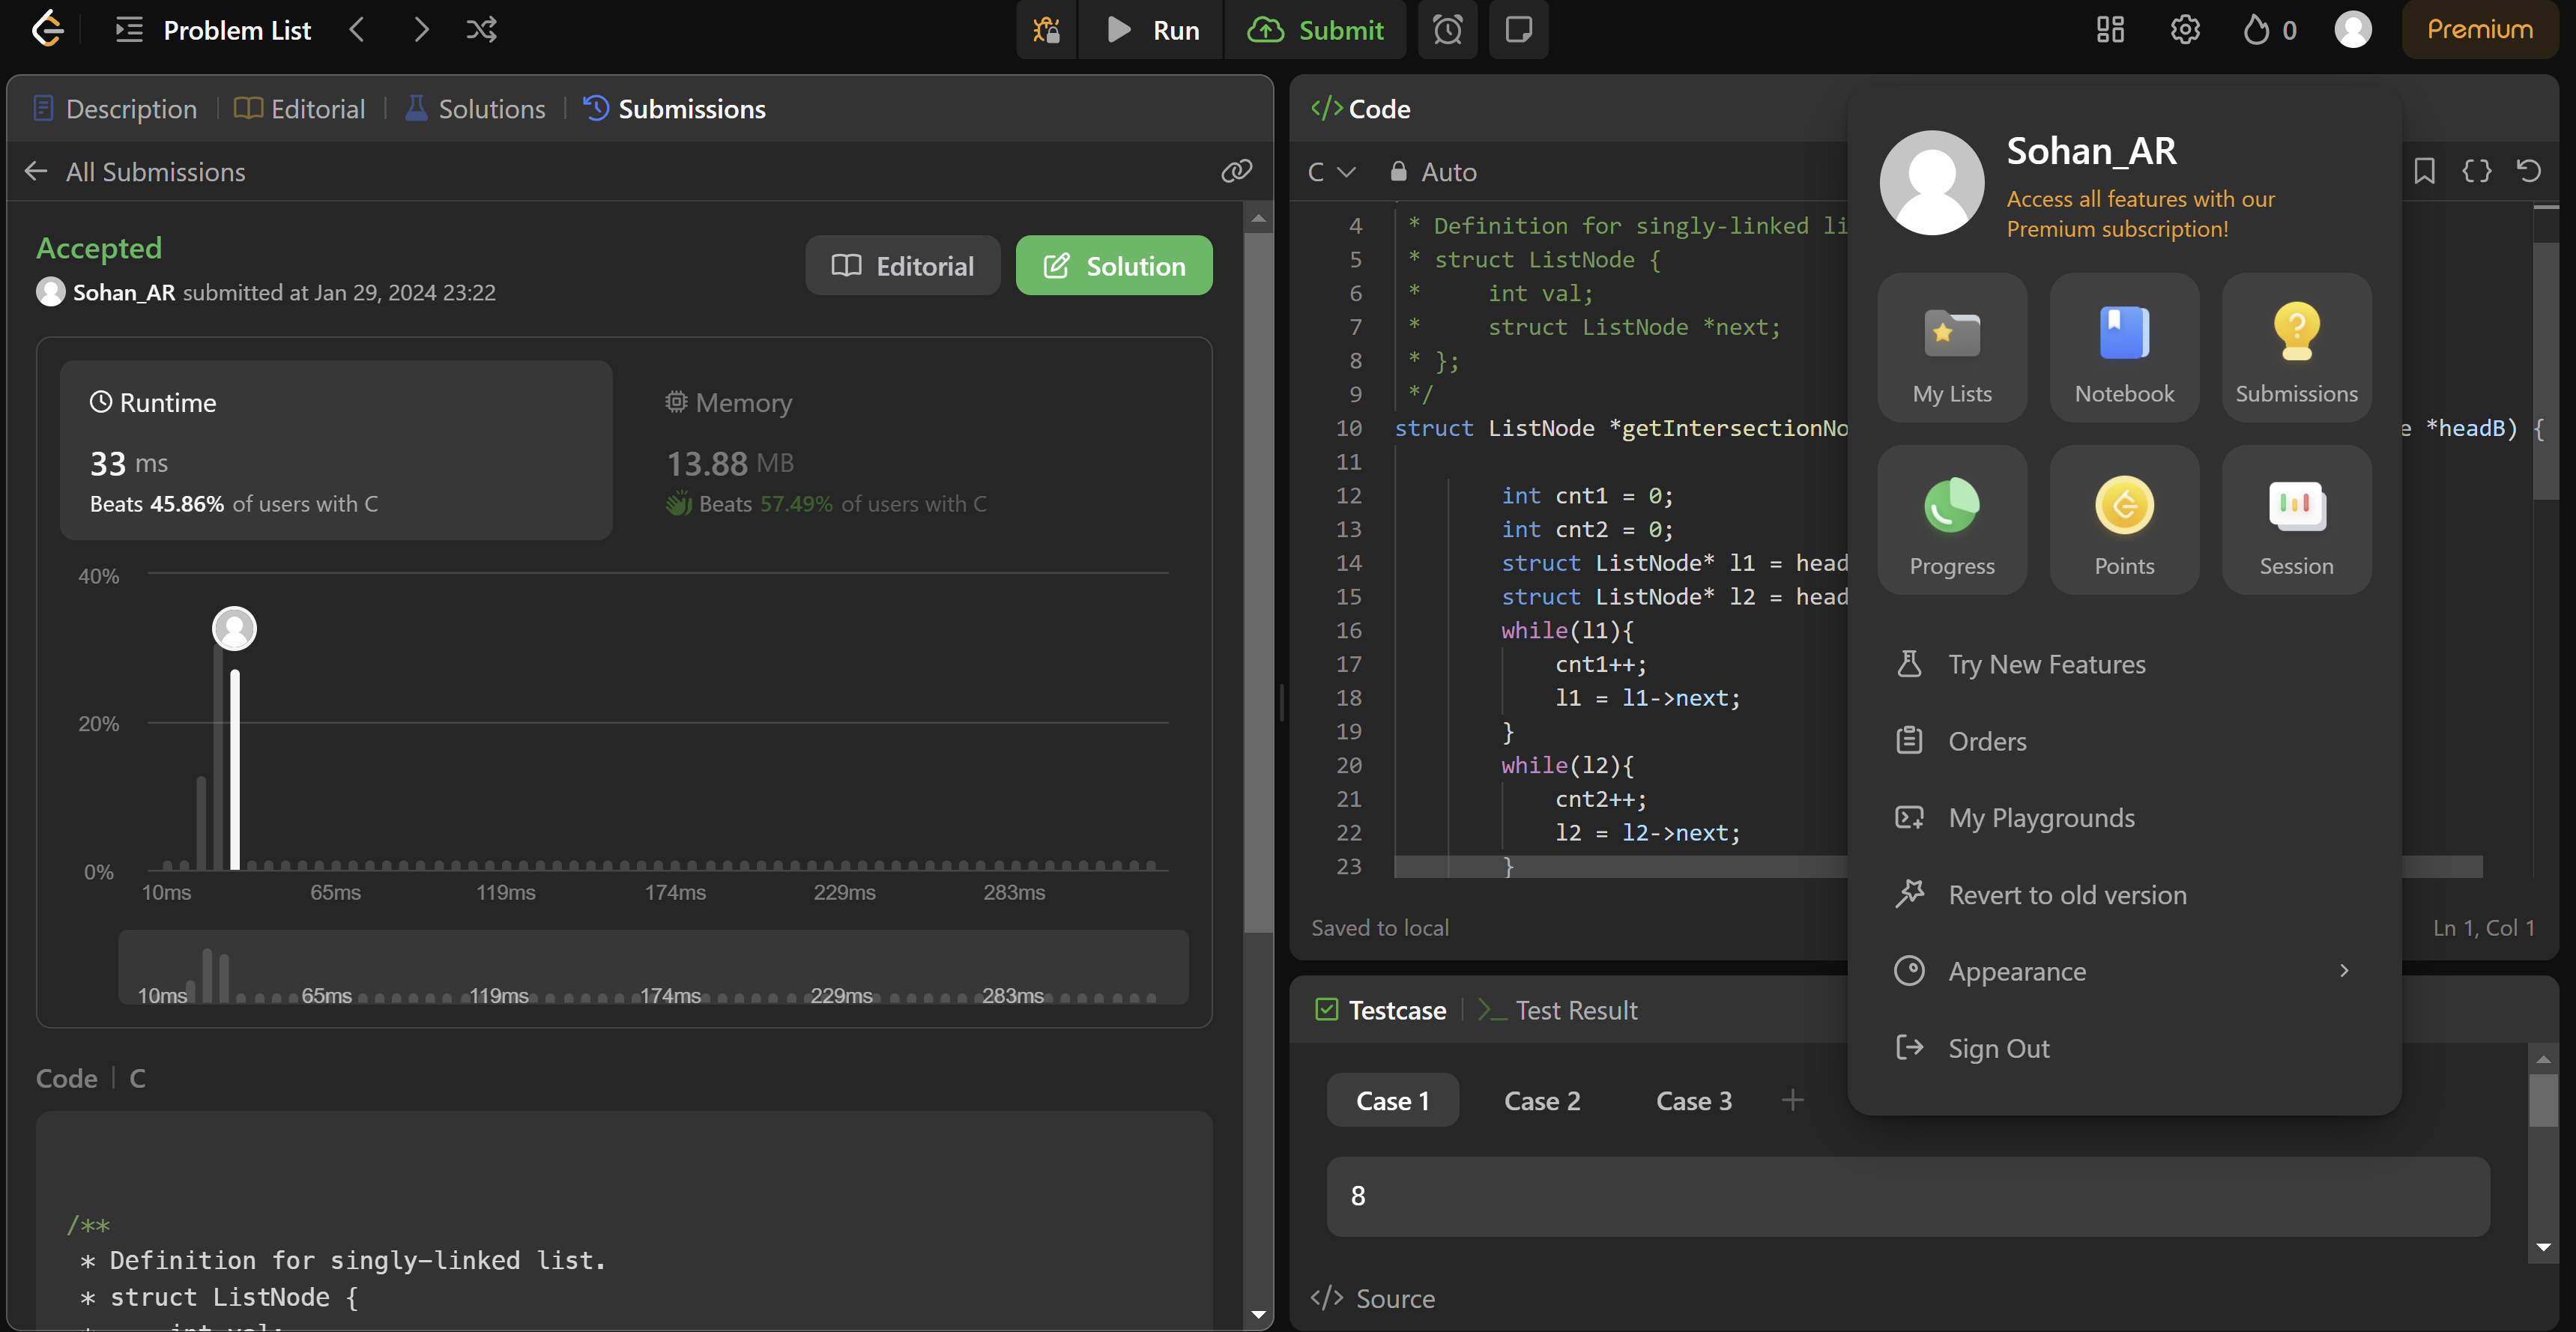 Problem List
Run
Submit
0
Premium
Description
Editorial
Solutions
Submissions
All Submissions
Accepted
Sohan_AR submitted at Jan 29, 2024 23:22
Editorial
Solution
Runtime
33 ms
Beats 45.86% of users with C
Memory
13.88 MB
Beats 57.49% of users with C
40%
20%
0%
10ms 65ms 119ms 174ms 229ms 283ms
10ms 65ms 119ms 174ms 229ms 283ms
Code | C
/**
* Definition for singly-linked list.
* struct ListNode {
* int val;
</> Code
C Auto
4 * Definition for singly-linked li
5 * struct ListNode {
6 * int val;
7 * struct ListNode *next;
8 * };
9 */
10 struct ListNode *getIntersectionNo e *headB) {
11
12 int cnt1 = 0;
13 int cnt2 = 0;
14 struct ListNode* l1 = head
15 struct ListNode* l2 = head
16 while(l1){
17 cnt1++;
18 l1 = l1->next;
19 }
20 while(l2){
21 cnt2++;
22 l2 = l2->next;
23 }
Saved to local
Ln 1, Col 1
Testcase
Test Result
Case 1
Case 2
Case 3
+
8
</> Source
Sohan_AR
Access all features with our
Premium subscription!
My Lists
Notebook
Submissions
Progress
Points
Session
Try New Features
Orders
My Playgrounds
Revert to old version
Appearance
Sign Out